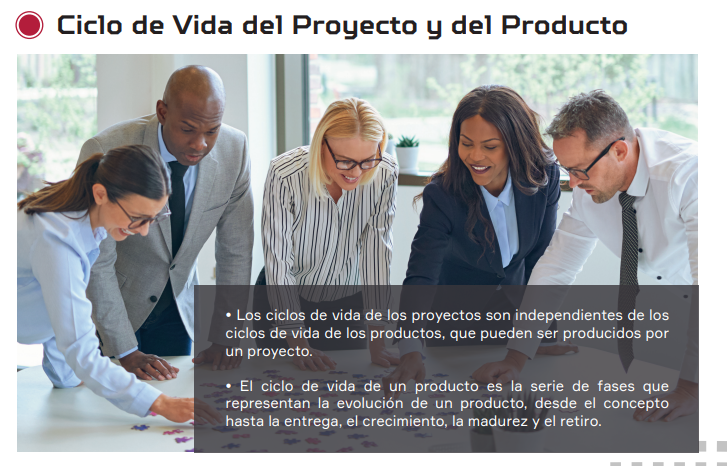 Ciclo de Vida del Proyecto y del Producto
• Los ciclos de vida de los proyectos son independientes de los
ciclos de vida de los productos, que pueden ser producidos por
un proyecto.
• El ciclo de vida de un producto es la serie de fases que
representan la evolución de un producto, desde el concepto
hasta la entrega, el crecimiento, la madurez y el retiro.